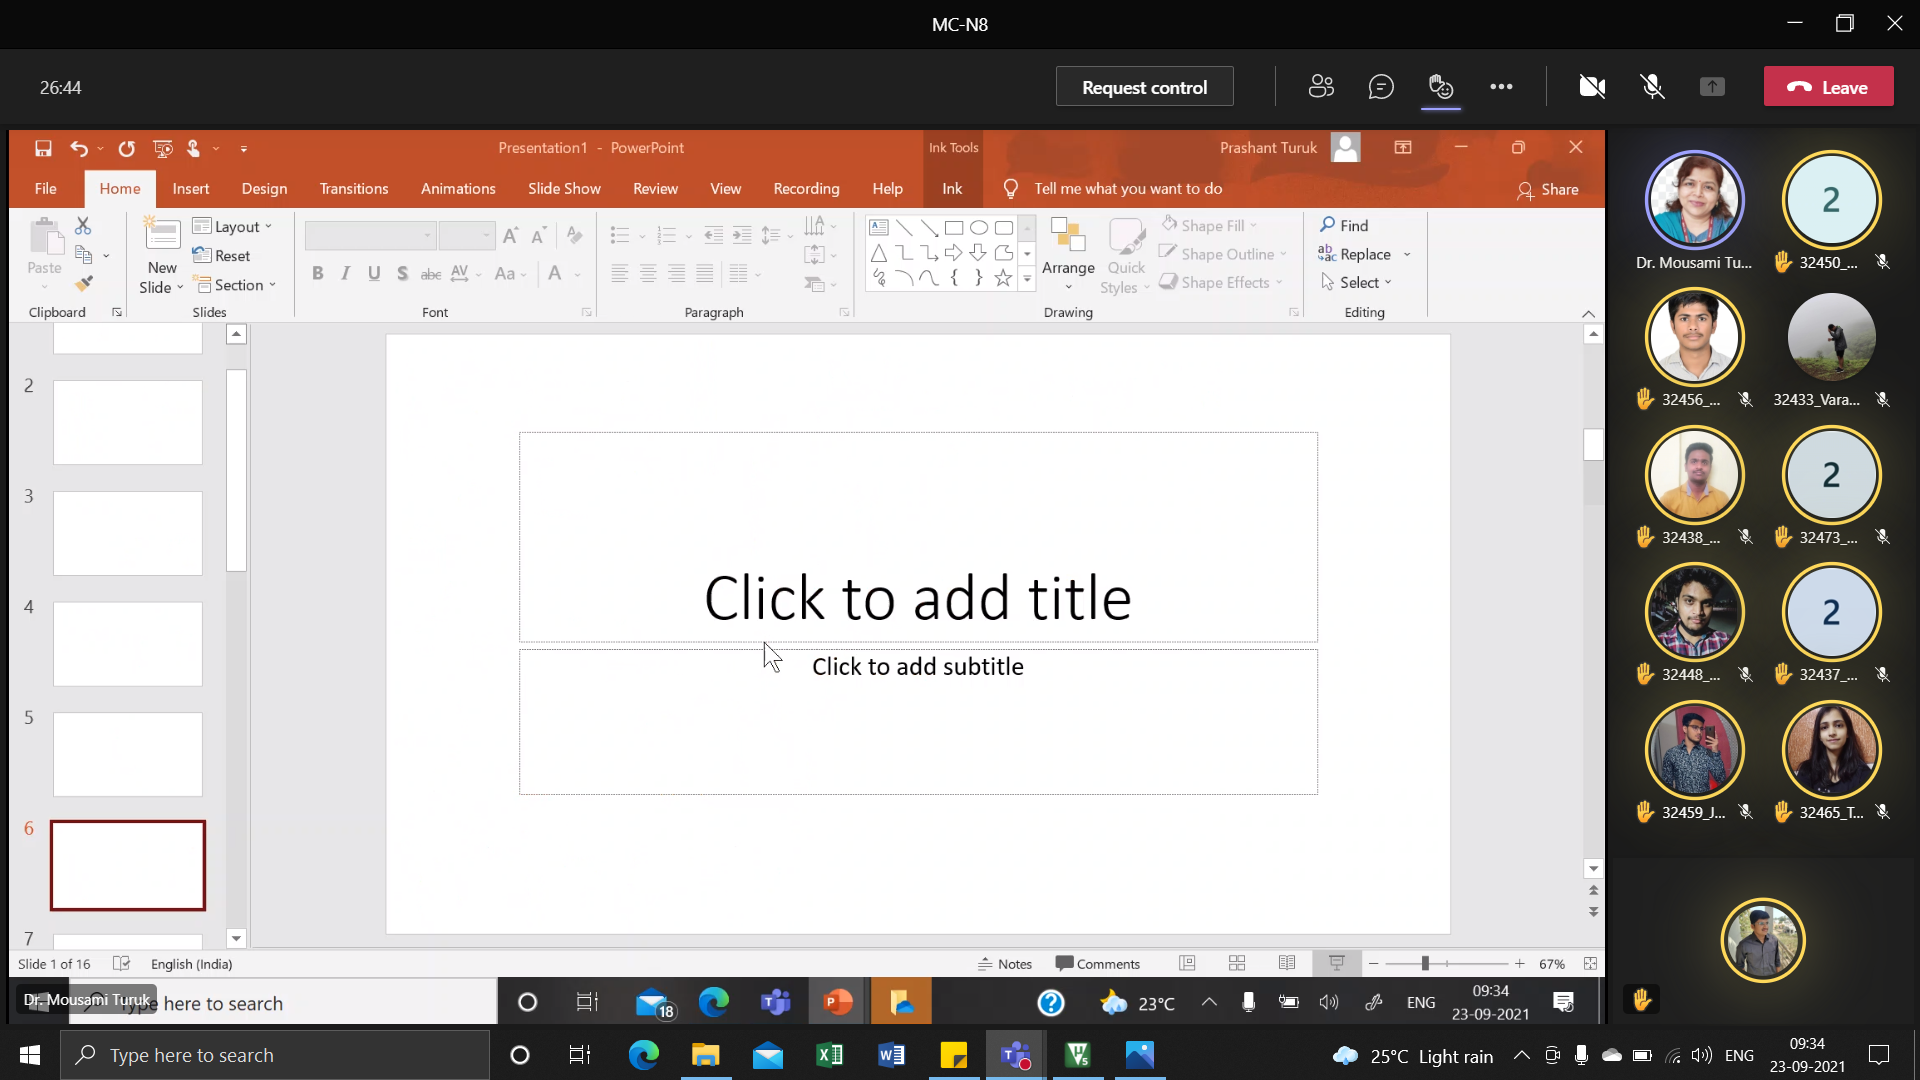 MC-N8
26:44
Request control
Leave
Presentation1 - PowerPoint
Ink Tools
Prashant Turuk
File Home Insert Design Transitions Animations Slide Show Review View Recording Help Ink Tell me what you want to do Share
Paste
New Slide
Layout
Reset
Section
B I U S abc AV Aa A
Arrange
Quick Styles
Shape Fill
Shape Outline
Shape Effects
Find
Replace
Select
Clipboard Slides Font Paragraph Drawing Editing
2
3
4
5
6
7
Click to add title
Click to add subtitle
Slide 1 of 16 English (India) Notes Comments 67%
Dr. Mousami Turuk
Type here to search
18
23°C ENG
09:34
23-09-2021
Dr. Mousami Tu...
2
32450_...
32456_...
32433_Vara...
32438_...
2
32473_...
32448_...
2
32437_...
32459_J...
32465_T...
Type here to search
25°C Light rain ENG
09:34
23-09-2021